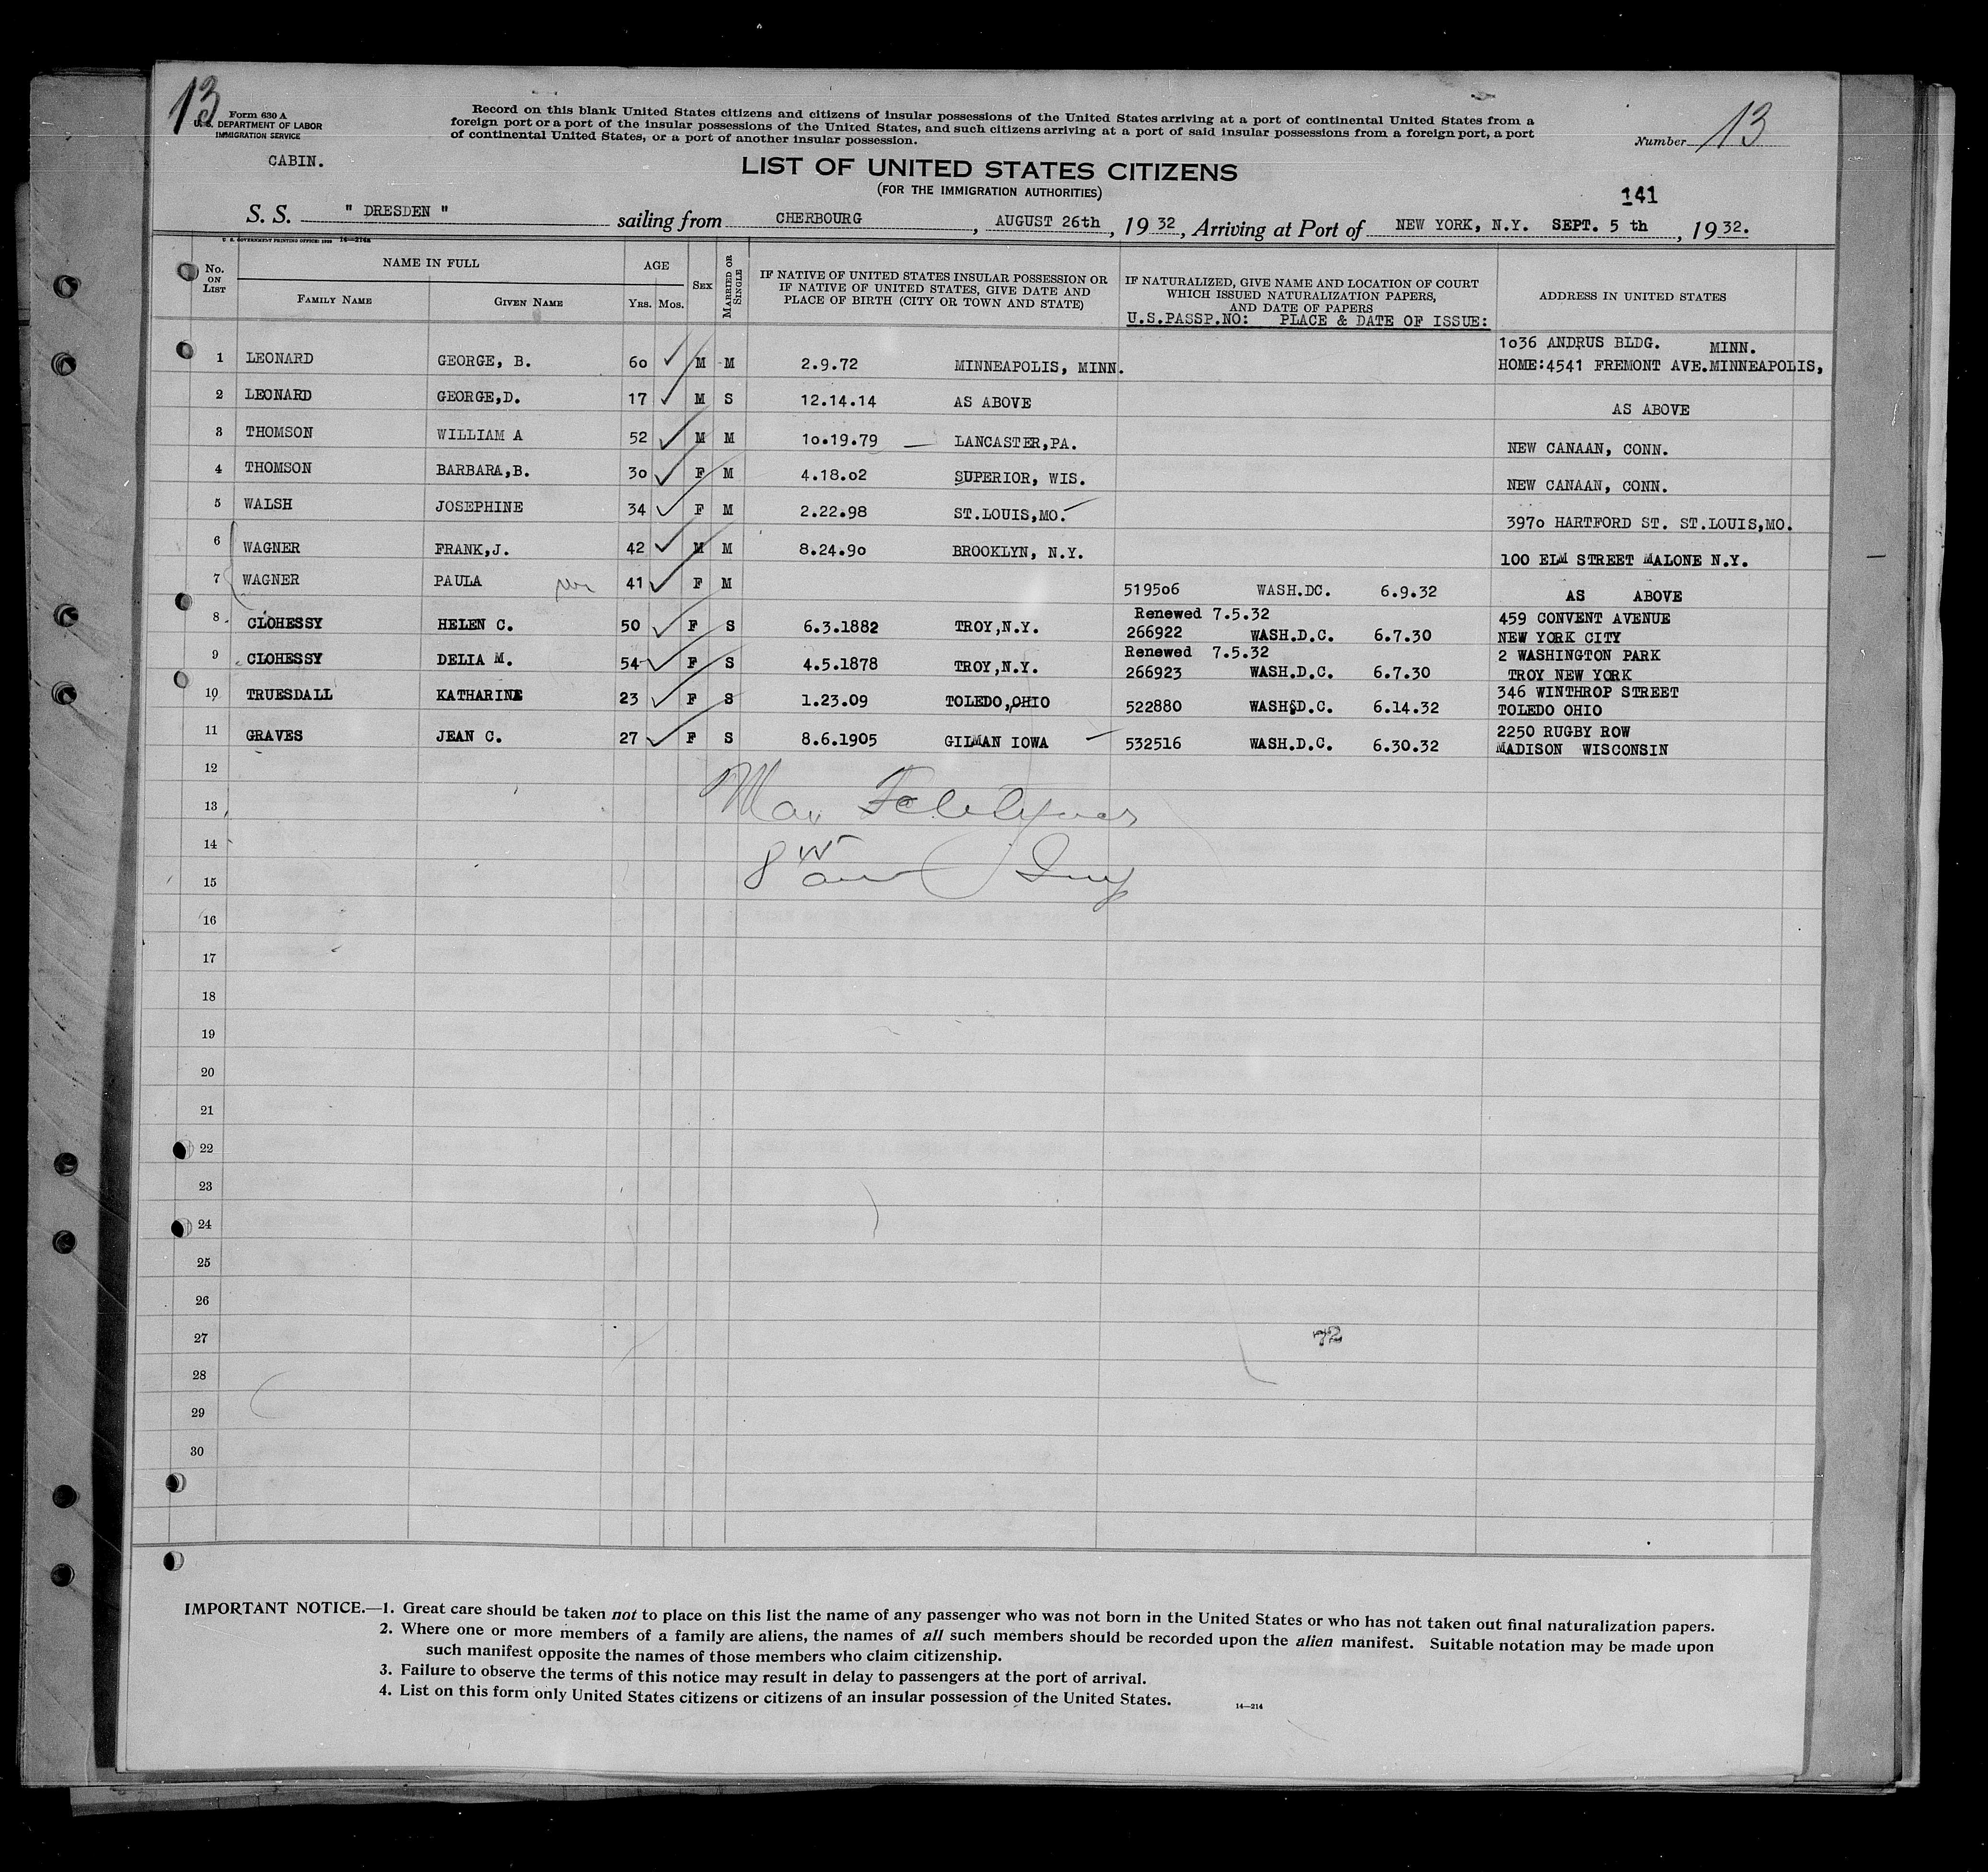 13
Form 630 A
U. S. DEPARTMENT OF LABOR
IMMIGRATION SERVICE
CABIN.
Record on this blank United States citizens and citizens of insular possessions of the United States arriving at a port of continental United States from a
foreign port or a port of the insular possessions of the United States, and such citizens arriving at a port of said insular possessions from a foreign port, a port
of continental United States, or a port of another insular possession.
Number 13
LIST OF UNITED STATES CITIZENS
(FOR THE IMMIGRATION AUTHORITIES)
141
S. S. " DRESDEN " sailing from CHERBOURG, AUGUST 26th, 1932, Arriving at Port of NEW YORK, N.Y. SEPT. 5 th, 1932.
U. S. GOVERNMENT PRINTING OFFICE: 14—214a
No. ON LIST
NAME IN FULL
FAMILY NAME GIVEN NAME
AGE
YRS. MOS.
SEX
MARRIED OR SINGLE
IF NATIVE OF UNITED STATES INSULAR POSSESSION OR
IF NATIVE OF UNITED STATES, GIVE DATE AND
PLACE OF BIRTH (CITY OR TOWN AND STATE)
IF NATURALIZED, GIVE NAME AND LOCATION OF COURT
WHICH ISSUED NATURALIZATION PAPERS,
AND DATE OF PAPERS
U.S.PASSP.NO: PLACE & DATE OF ISSUE:
ADDRESS IN UNITED STATES
1o36 ANDRUS BLDG. MINN.
1 LEONARD GEORGE, B. 6o M M 2.9.72 MINNEAPOLIS, MINN. HOME:4541 FREMONT AVE.MINNEAPOLIS,
2 LEONARD GEORGE,D. 17 M S 12.14.14 AS ABOVE AS ABOVE
3 THOMSON WILLIAM A 52 M M 1o.19.79 LANCASTER,PA. NEW CANAAN, CONN.
4 THOMSON BARBARA,B. 3o F M 4.18.o2 SUPERIOR, WIS. NEW CANAAN, CONN.
5 WALSH JOSEPHINE 34 F M 2.22.98 ST.LOUIS,MO. 397o HARTFORD ST. ST.LOUIS,MO.
6 WAGNER FRANK,J. 42 M M 8.24.9o BROOKLYN, N.Y. 100 ELM STREET MALONE N.Y.
7 WAGNER PAULA 41 F M 5195o6 WASH.DC. 6.9.32 AS ABOVE
Renewed 7.5.32 459 CONVENT AVENUE
8 CLOHESSY HELEN C. 50 F S 6.3.1882 TROY,N.Y. 266922 WASH.D.C. 6.7.30 NEW YORK CITY
Renewed 7.5.32 2 WASHINGTON PARK
9 CLOHESSY DELIA M. 54 F S 4.5.1878 TROY,N.Y. 266923 WASH.D.C. 6.7.30 TROY NEW YORK
346 WINTHROP STREET
10 TRUESDALL KATHARINE 23 F S 1.23.09 TOLEDO,OHIO 522880 WASH.D.C. 6.14.32 TOLEDO OHIO
2250 RUGBY ROW
11 GRAVES JEAN C. 27 F S 8.6.1905 GILMAN IOWA 532516 WASH.D.C. 6.30.32 MADISON WISCONSIN
12
13
14
15
16
17
18
19
20
21
22
23
24
25
26
27 72
28
29
30
IMPORTANT NOTICE.—1. Great care should be taken not to place on this list the name of any passenger who was not born in the United States or who has not taken out final naturalization papers.
2. Where one or more members of a family are aliens, the names of all such members should be recorded upon the alien manifest. Suitable notation may be made upon
such manifest opposite the names of those members who claim citizenship.
3. Failure to observe the terms of this notice may result in delay to passengers at the port of arrival.
4. List on this form only United States citizens or citizens of an insular possession of the United States.
14—214